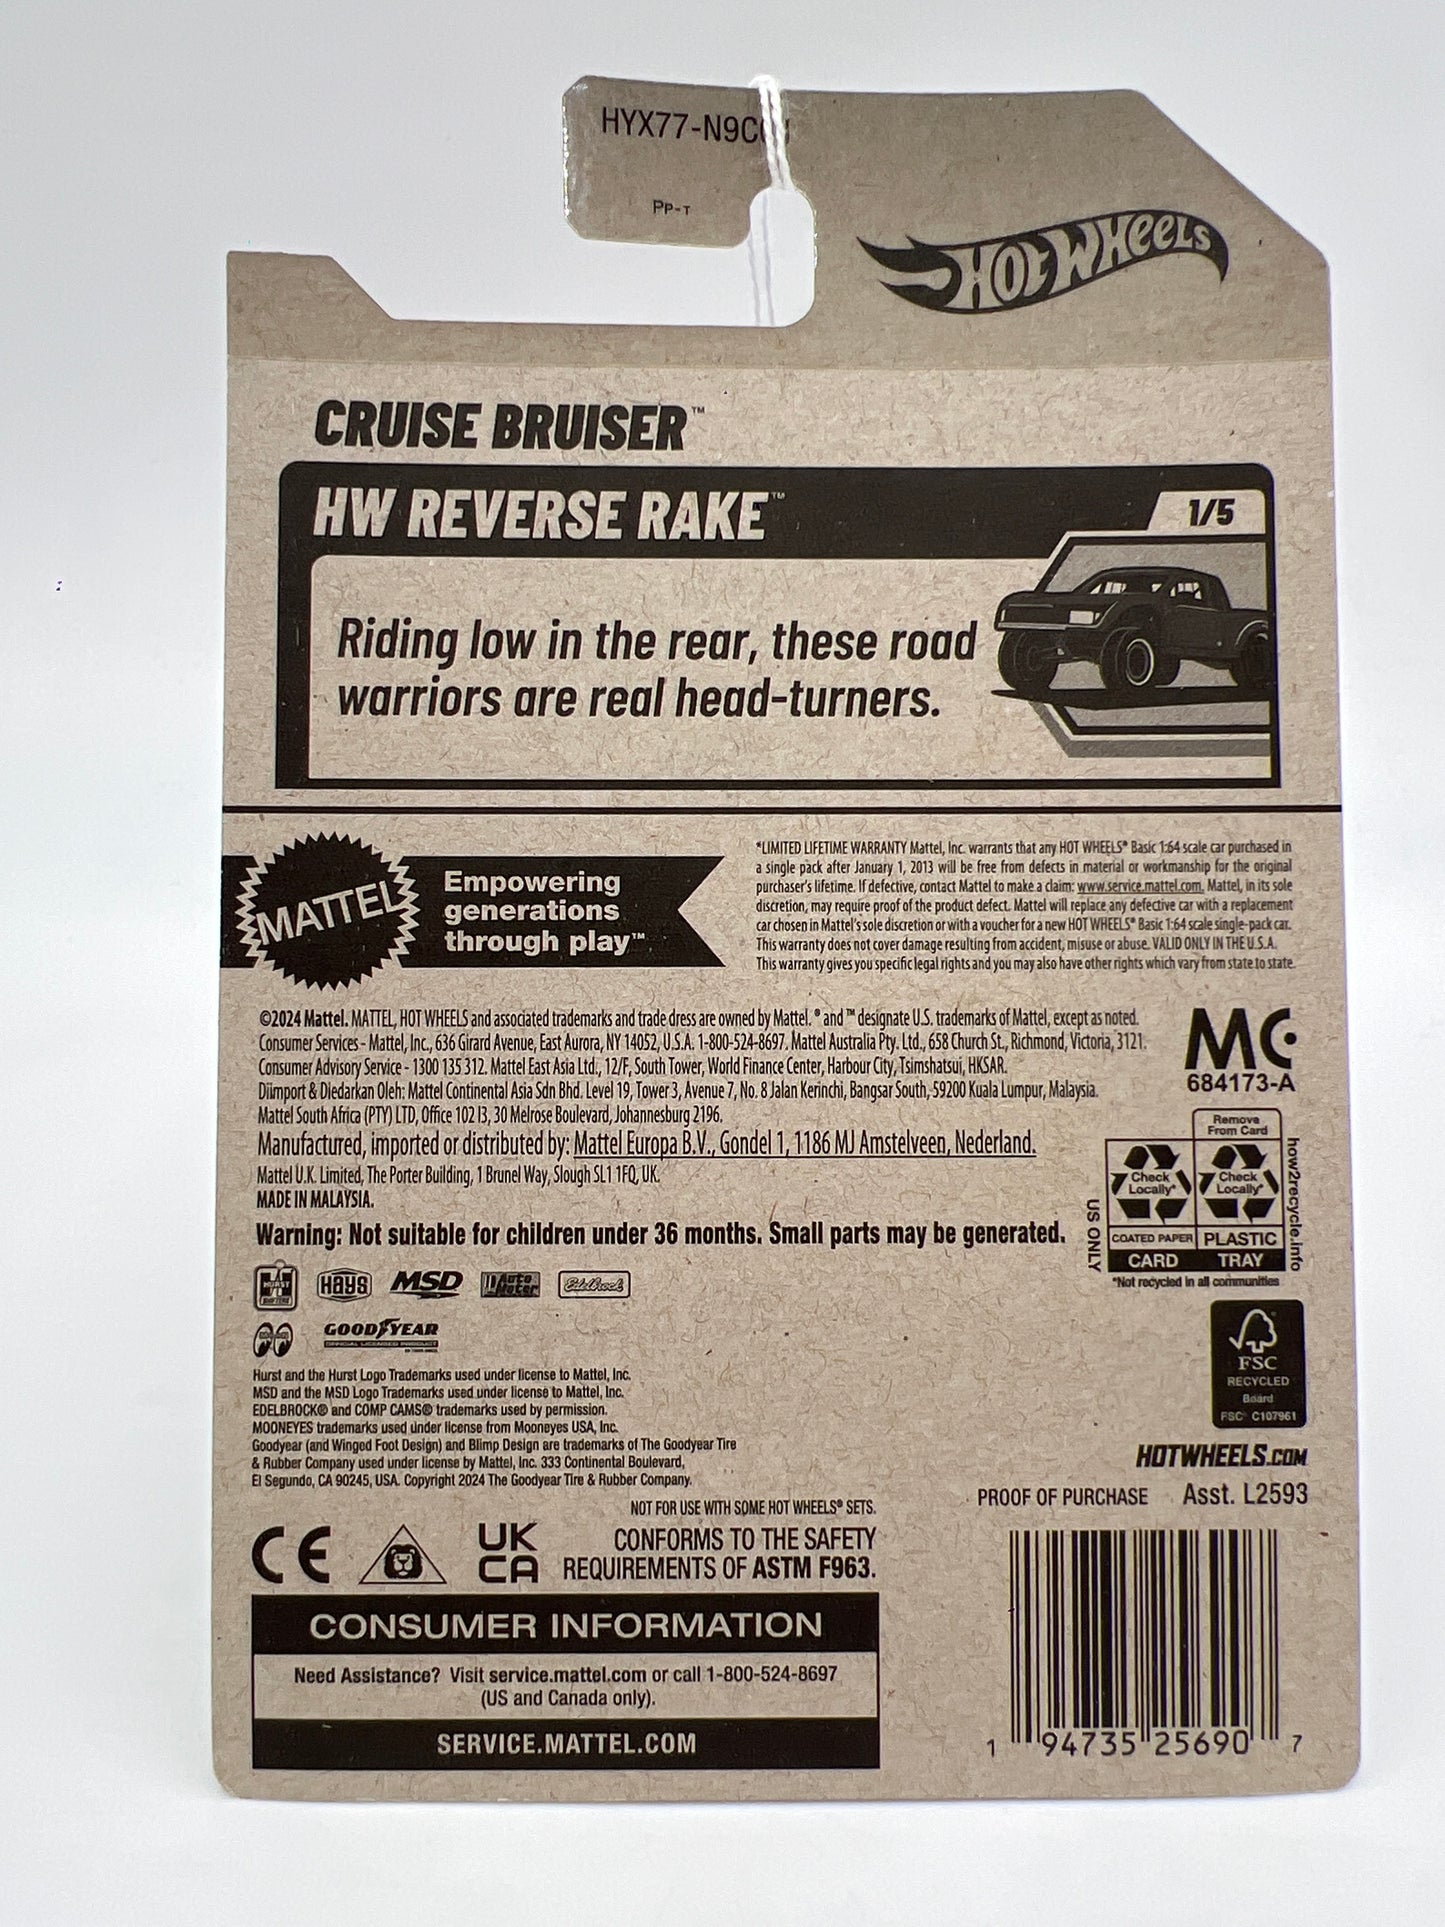 HYX77-N9C
PP-T
HOT WHEELS
CRUISE BRUISER™
HW REVERSE RAKE™
1/5
Riding low in the rear, these road
warriors are real head-turners.
MATTEL
Empowering
generations
through play™
*LIMITED LIFETIME WARRANTY Mattel, Inc. warrants that any HOT WHEELS® Basic 1:64 scale car purchased in
a single pack after January 1, 2013 will be free from defects in material or workmanship for the original
purchaser's lifetime. If defective, contact Mattel to make a claim: www.service.mattel.com. Mattel, in its sole
discretion, may require proof of the product defect. Mattel will replace any defective car with a replacement
car chosen in Mattel's sole discretion or with a voucher for a new HOT WHEELS® Basic 1:64 scale single-pack car.
This warranty does not cover damage resulting from accident, misuse or abuse. VALID ONLY IN THE U.S.A.
This warranty gives you specific legal rights and you may also have other rights which vary from state to state.
©2024 Mattel. MATTEL, HOT WHEELS and associated trademarks and trade dress are owned by Mattel. ® and ™ designate U.S. trademarks of Mattel, except as noted.
Consumer Services - Mattel, Inc., 636 Girard Avenue, East Aurora, NY 14052, U.S.A. 1-800-524-8697. Mattel Australia Pty. Ltd., 658 Church St., Richmond, Victoria, 3121.
Consumer Advisory Service - 1300 135 312. Mattel East Asia Ltd., 12/F, South Tower, World Finance Center, Harbour City, Tsimshatsui, HKSAR.
Diimport & Diedarkan Oleh: Mattel Continental Asia Sdn Bhd. Level 19, Tower 3, Avenue 7, No. 8 Jalan Kerinchi, Bangsar South, 59200 Kuala Lumpur, Malaysia.
Mattel South Africa (PTY) LTD, Office 102 I3, 30 Melrose Boulevard, Johannesburg 2196.
Manufactured, imported or distributed by: Mattel Europa B.V., Gondel 1, 1186 MJ Amstelveen, Nederland.
Mattel U.K. Limited, The Porter Building, 1 Brunel Way, Slough SL1 1FQ, UK.
MADE IN MALAYSIA.
Warning: Not suitable for children under 36 months. Small parts may be generated.
MC
684173-A
Remove
From Card
Check
Locally*
Check
Locally*
COATED PAPER
PLASTIC
CARD
TRAY
US ONLY
how2recycle.info
*Not recycled in all communities
HURST
SHIFTERS
Hays
MSD
Auto
Meter
Edelbrock
GOODYEAR
OFFICIAL LICENSED PRODUCT
Hurst and the Hurst Logo Trademarks used under license to Mattel, Inc.
MSD and the MSD Logo Trademarks used under license to Mattel, Inc.
EDELBROCK® and COMP CAMS® trademarks used by permission.
MOONEYES trademarks used under license from Mooneyes USA, Inc.
Goodyear (and Winged Foot Design) and Blimp Design are trademarks of The Goodyear Tire
& Rubber Company used under license by Mattel, Inc. 333 Continental Boulevard,
El Segundo, CA 90245, USA. Copyright 2024 The Goodyear Tire & Rubber Company.
FSC
RECYCLED
Board
FSC® C107961
HOTWHEELS.COM
PROOF OF PURCHASE Asst. L2593
NOT FOR USE WITH SOME HOT WHEELS® SETS.
CE
UK
CA
CONFORMS TO THE SAFETY
REQUIREMENTS OF ASTM F963.
CONSUMER INFORMATION
Need Assistance? Visit service.mattel.com or call 1-800-524-8697
(US and Canada only).
SERVICE.MATTEL.COM
1 94735 25690 7